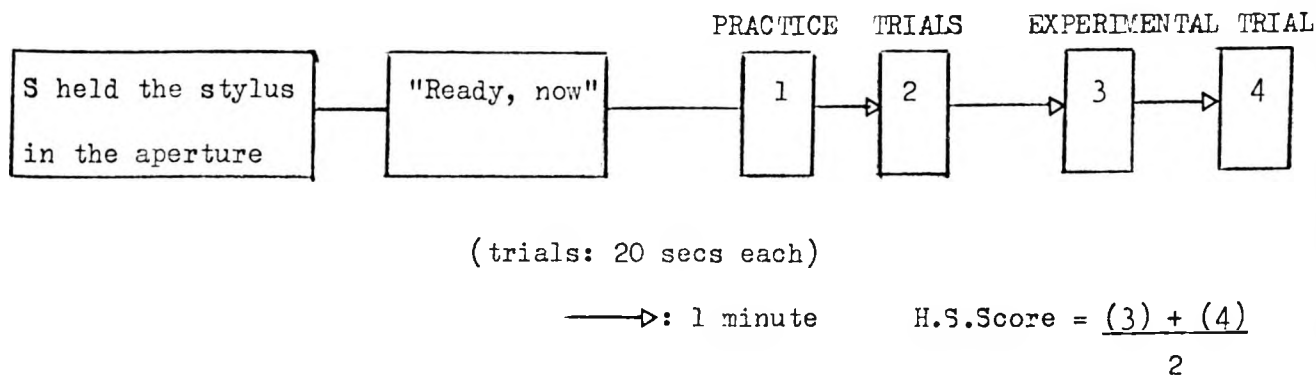 PRACTICE TRIALS EXPERIMENTAL TRIAL
S held the stylus
in the aperture
"Ready, now"
1
2
3
4
(trials: 20 secs each)
: 1 minute
H.S.Score = (3) + (4)
2